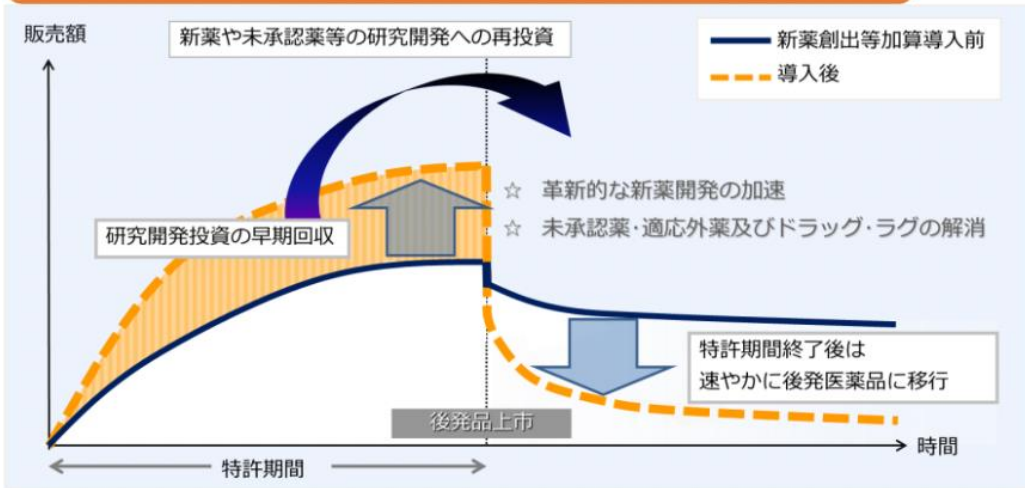 販売額
新薬や未承認薬等の研究開発への再投資
新薬創出等加算導入前
導入後
☆ 革新的な新薬開発の加速
☆ 未承認薬・適応外薬及びドラッグ・ラグの解消
研究開発投資の早期回収
特許期間終了後は
速やかに後発医薬品に移行
後発品上市
時間
特許期間